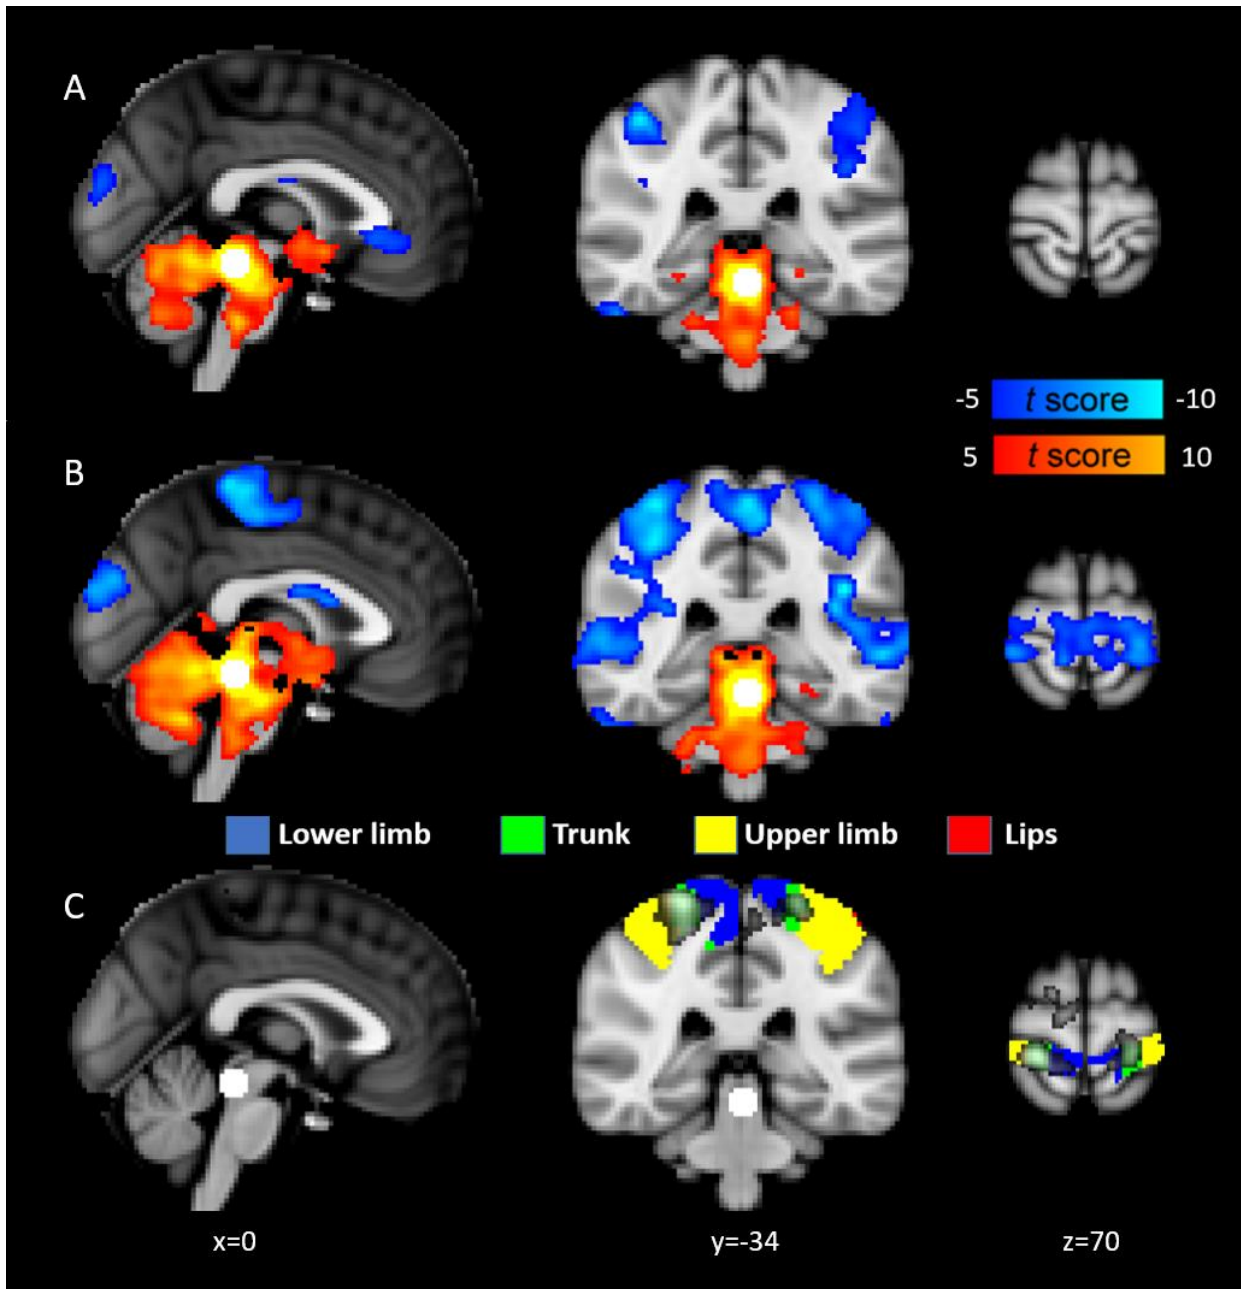 A
-5 t score -10
5 t score 10
B
Lower limb Trunk Upper limb Lips
C
x=0 y=-34 z=70